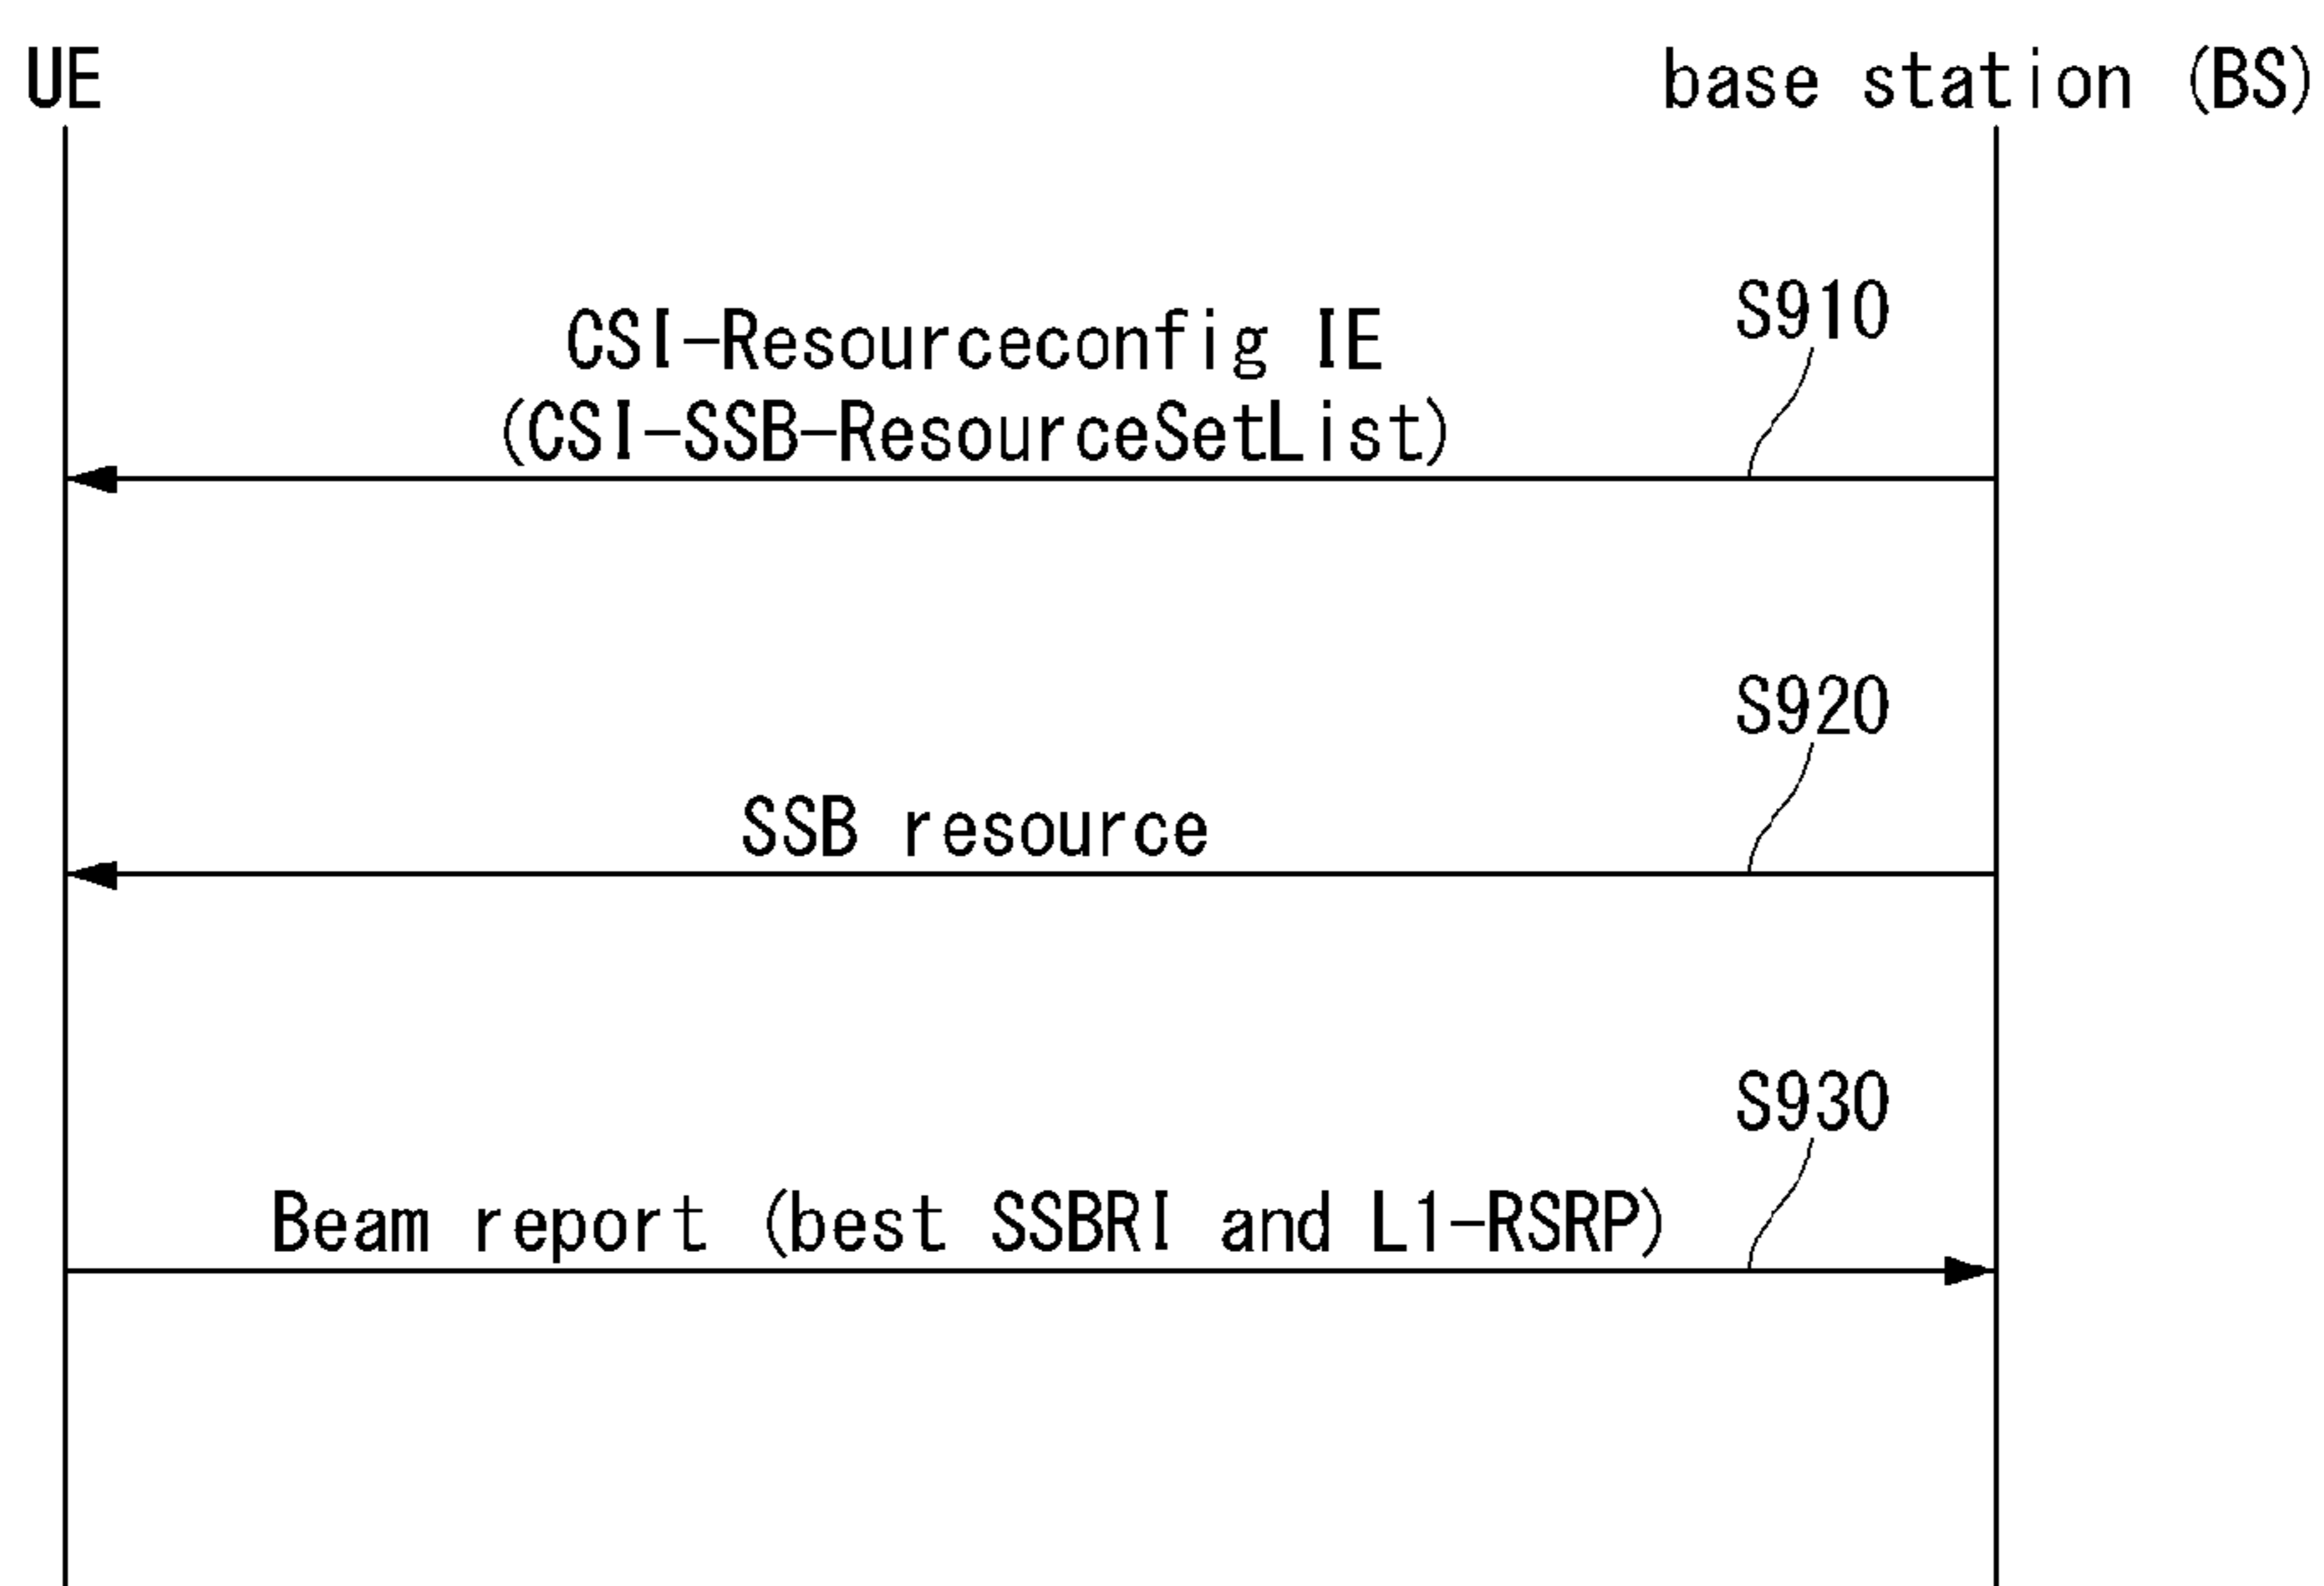 UE
base station (BS)
S910
CSI-Resourceconfig IE
(CSI-SSB-ResourceSetList)
S920
SSB resource
S930
Beam report (best SSBRI and L1-RSRP)